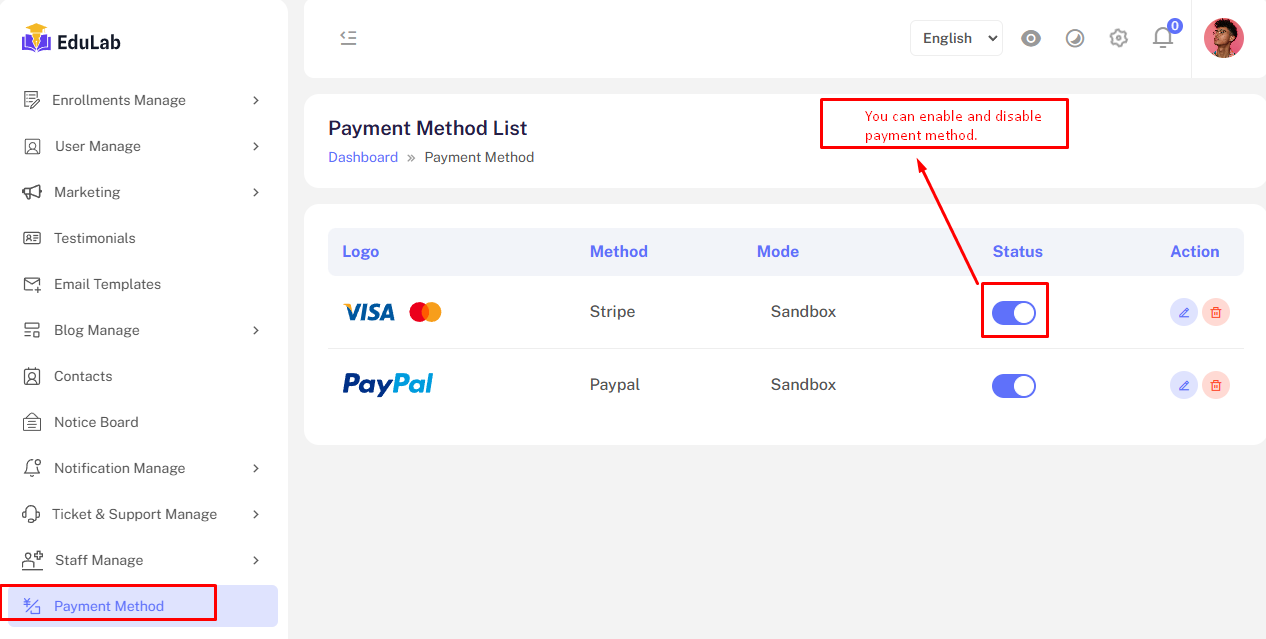 EduLab
Enrollments Manage
User Manage
Marketing
Testimonials
Email Templates
Blog Manage
Contacts
Notice Board
Notification Manage
Ticket & Support Manage
Staff Manage
Payment Method
English
0
Payment Method List
Dashboard » Payment Method
You can enable and disable
payment method.
Logo Method Mode Status Action
VISA Stripe Sandbox
PayPal Paypal Sandbox